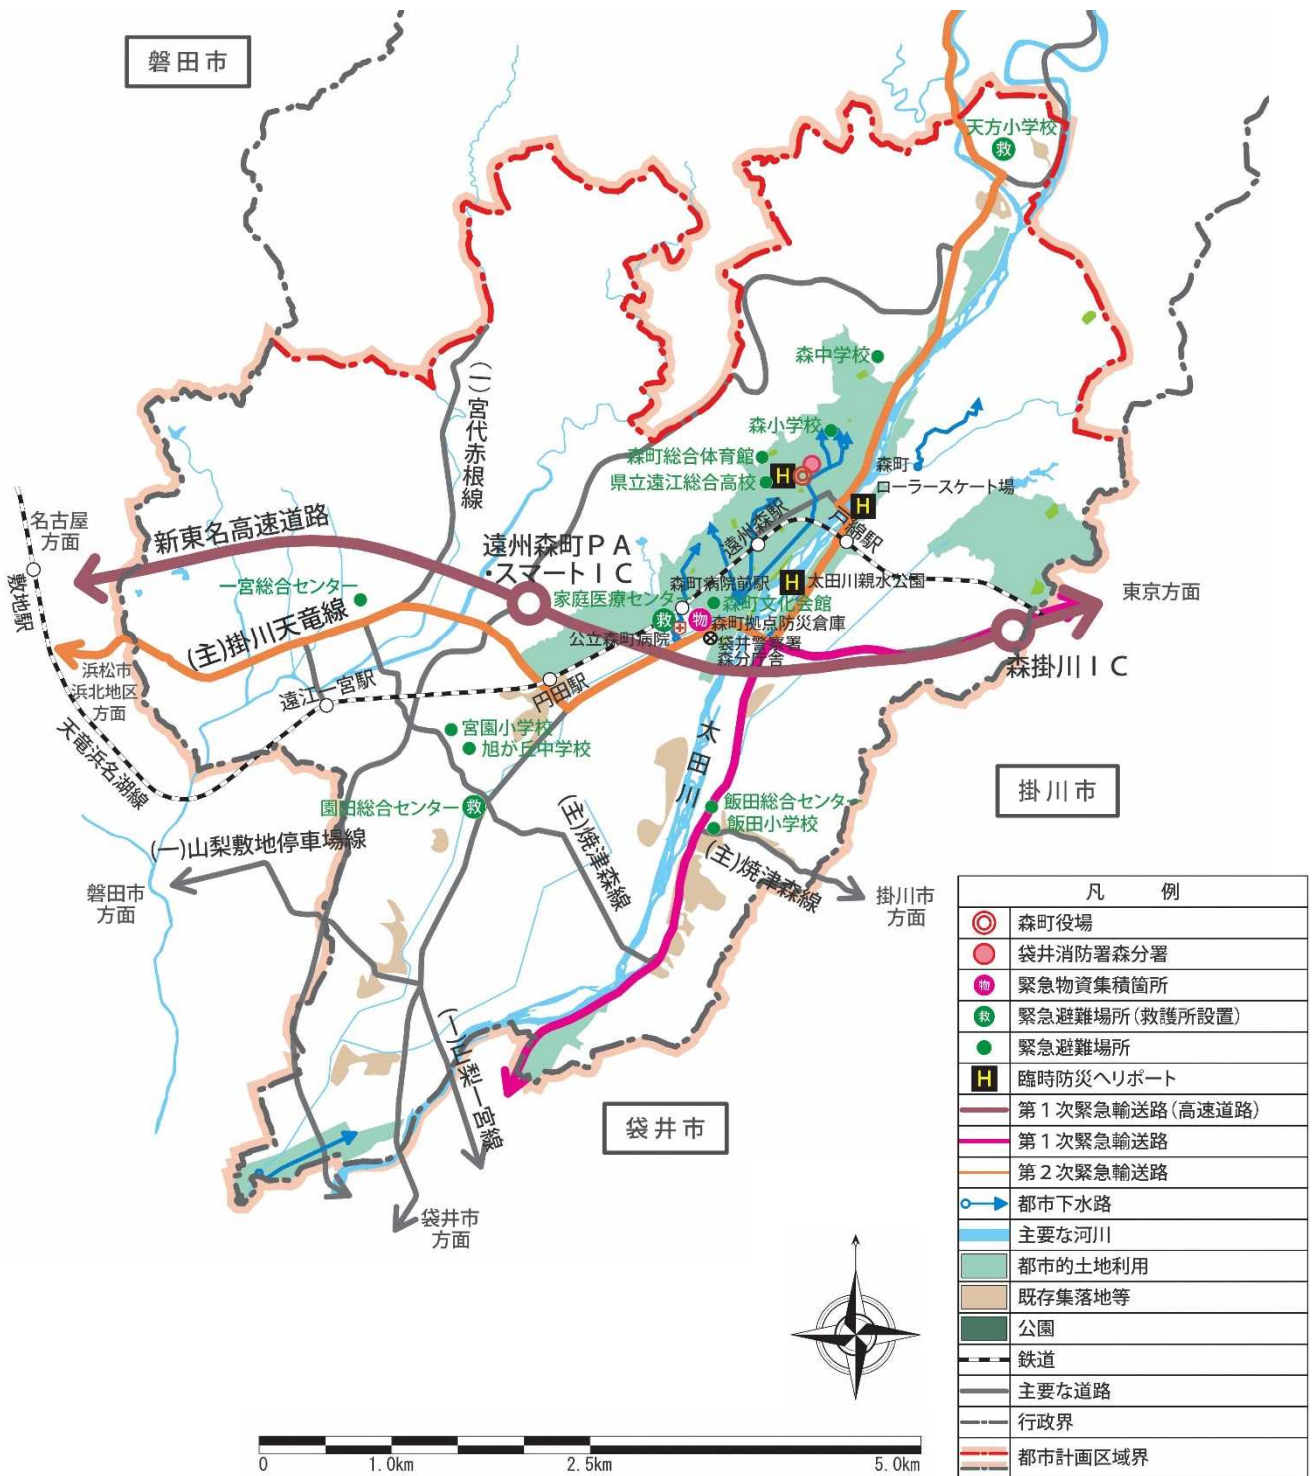 磐田市
天方小学校
救
森中学校
(一)宮代赤根線
森小学校
森町総合体育館
県立遠江総合高校
H
森町
ローラースケート場
H
名古屋
方面
新東名高速道路
遠州森町PA
・スマートIC
遠州森駅
戸綿駅
敷地駅
一宮総合センター
家庭医療センター
森町病院前駅
H
太田川親水公園
東京方面
救
物
森町文化会館
森町拠点防災倉庫
公立森町病院
袋井警察署
森分庁舎
(主)掛川天竜線
森掛川IC
浜松市
浜北地区
方面
遠江一宮駅
円田駅
天竜浜名湖線
宮園小学校
旭が丘中学校
太田川
掛川市
園田総合センター
救
飯田総合センター
飯田小学校
(一)山梨敷地停車場線
(主)焼津森線
(主)焼津森線
磐田市
方面
掛川市
方面
(一)山梨一宮線
袋井市
袋井市
方面
凡 例
森町役場
袋井消防署森分署
物 緊急物資集積箇所
救 緊急避難場所(救護所設置)
緊急避難場所
H 臨時防災ヘリポート
第1次緊急輸送路(高速道路)
第1次緊急輸送路
第2次緊急輸送路
都市下水路
主要な河川
都市的土地利用
既存集落地等
公園
鉄道
主要な道路
行政界
都市計画区域界
0 1.0km 2.5km 5.0km